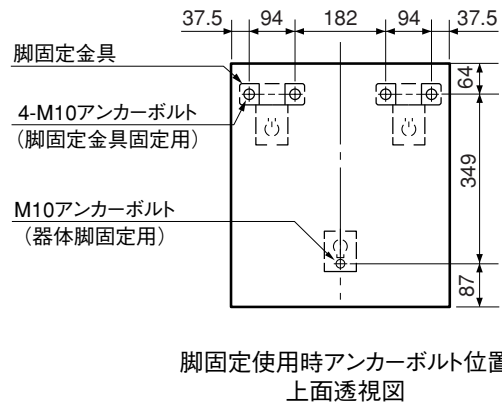 37.5 94 182 94 37.5
脚固定金具
64
4-M10アンカーボルト
(脚固定金具固定用)
349
M10アンカーボルト
(器体脚固定用)
87
脚固定使用時アンカーボルト位置
上面透視図